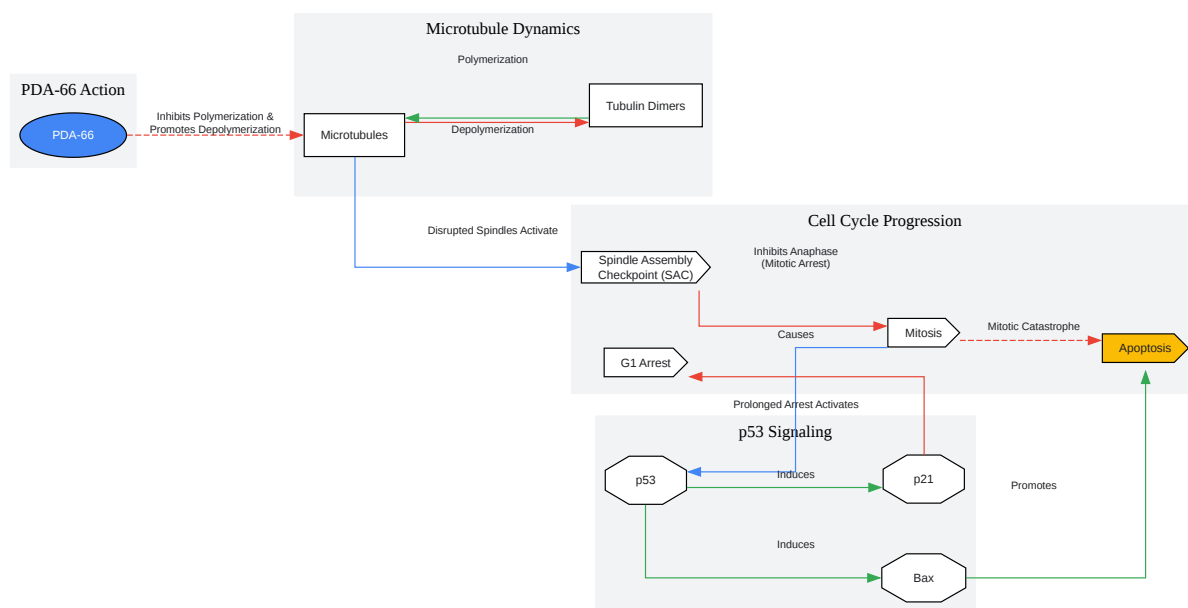 Microtubule Dynamics
Polymerization
PDA-66 Action
Tubulin Dimers
Inhibits Polymerization &
Promotes Depolymerization
PDA-66
Microtubules
Depolymerization
Cell Cycle Progression
Disrupted Spindles Activate
Inhibits Anaphase
(Mitotic Arrest)
Spindle Assembly
Checkpoint (SAC)
Mitosis
Mitotic Catastrophe
Causes
Apoptosis
G1 Arrest
Prolonged Arrest Activates
p53 Signaling
p53
Induces
p21
Promotes
Induces
Bax